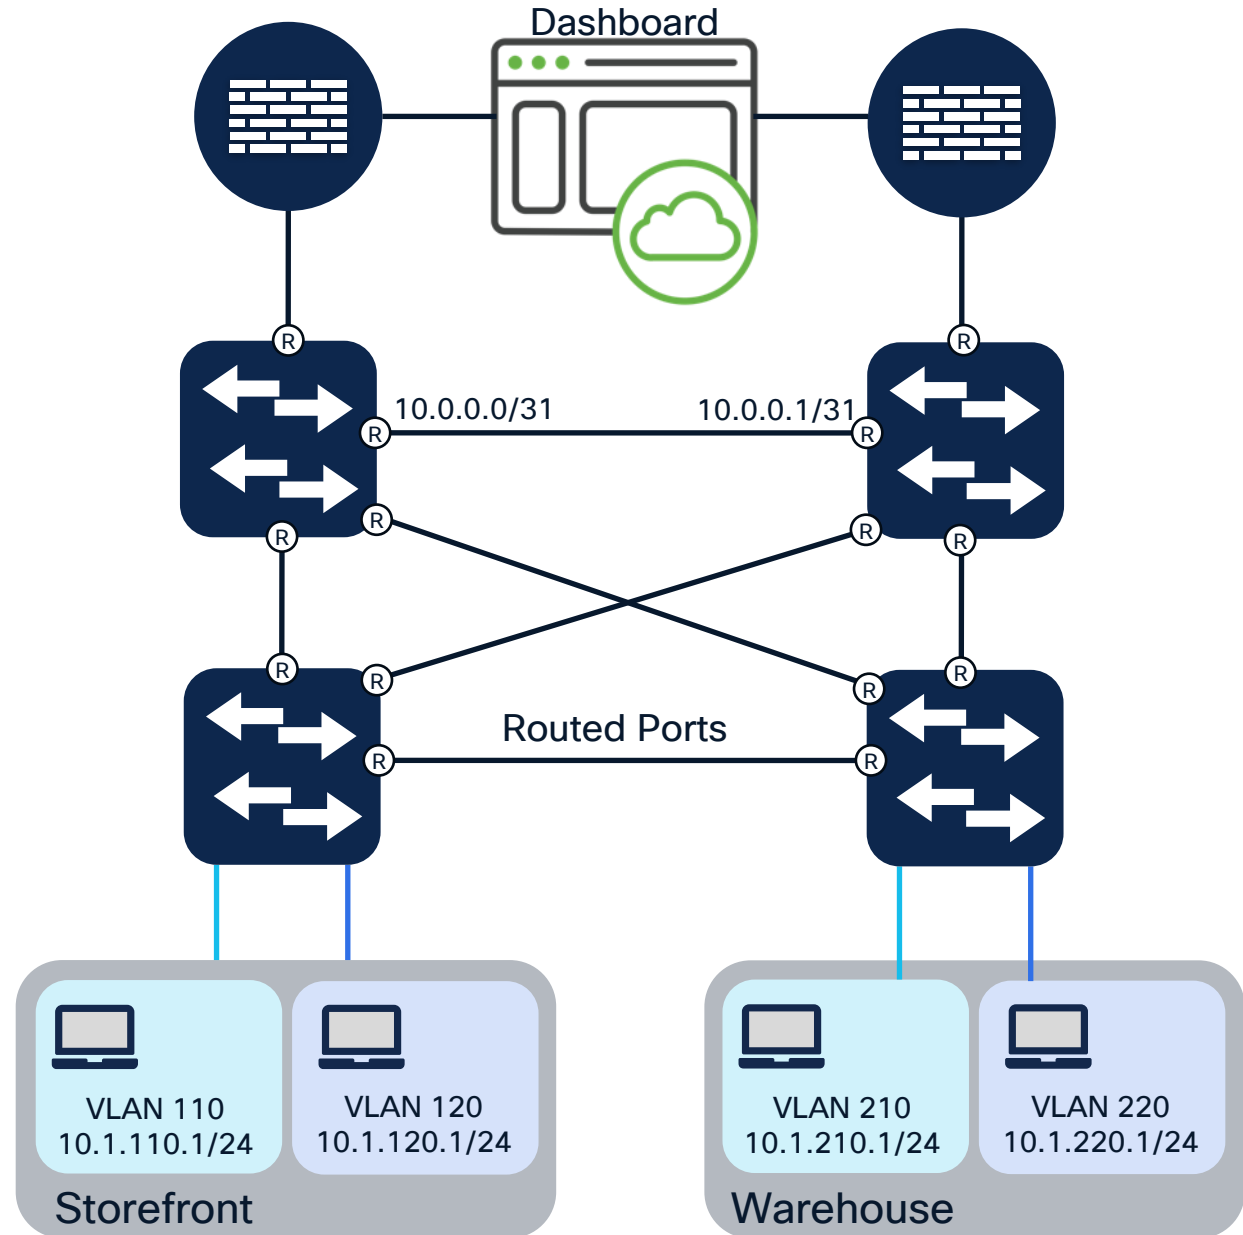 Dashboard
R
R
10.0.0.0/31
10.0.0.1/31
R
R
R
R
R
R
R
R
R
R
Routed Ports
R
R
VLAN 110
10.1.110.1/24
VLAN 120
10.1.120.1/24
VLAN 210
10.1.210.1/24
VLAN 220
10.1.220.1/24
Storefront
Warehouse